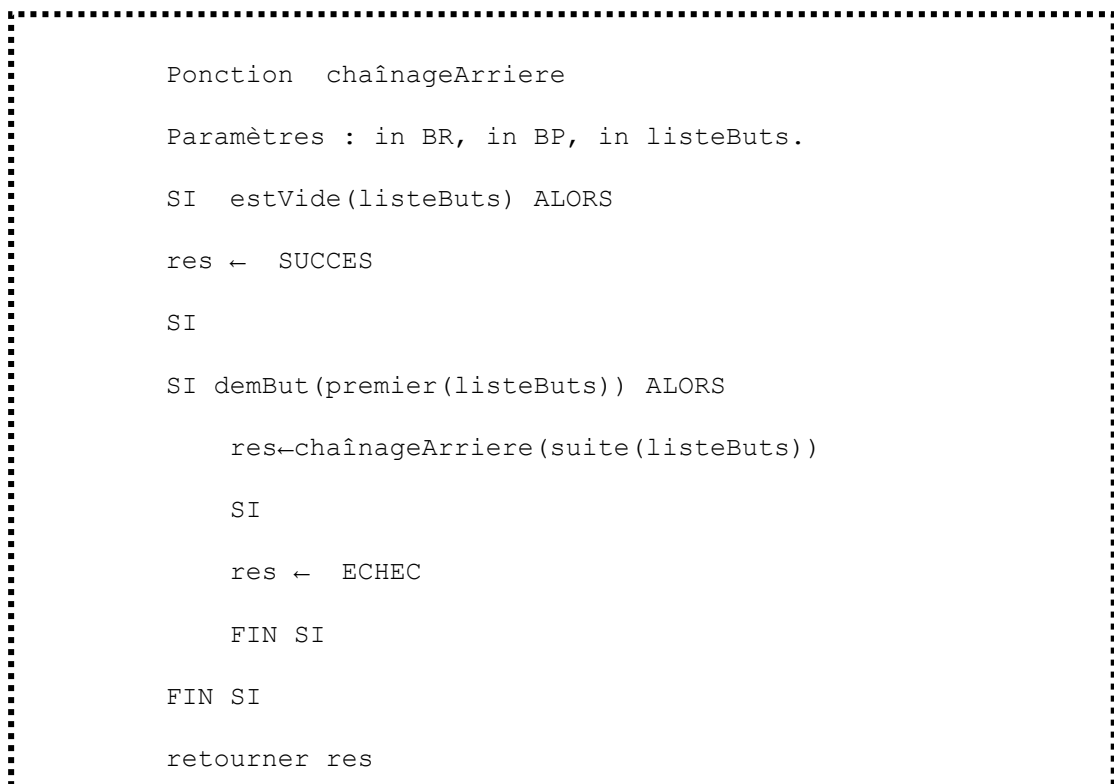 Ponction chaînageArriere
Paramètres : in BR, in BP, in listeButs.
SI estVide(listeButs) ALORS
res ← SUCCES
SI
SI demBut(premier(listeButs)) ALORS
res←chaînageArriere(suite(listeButs))
SI
res ← ECHEC
FIN SI
FIN SI
retourner res